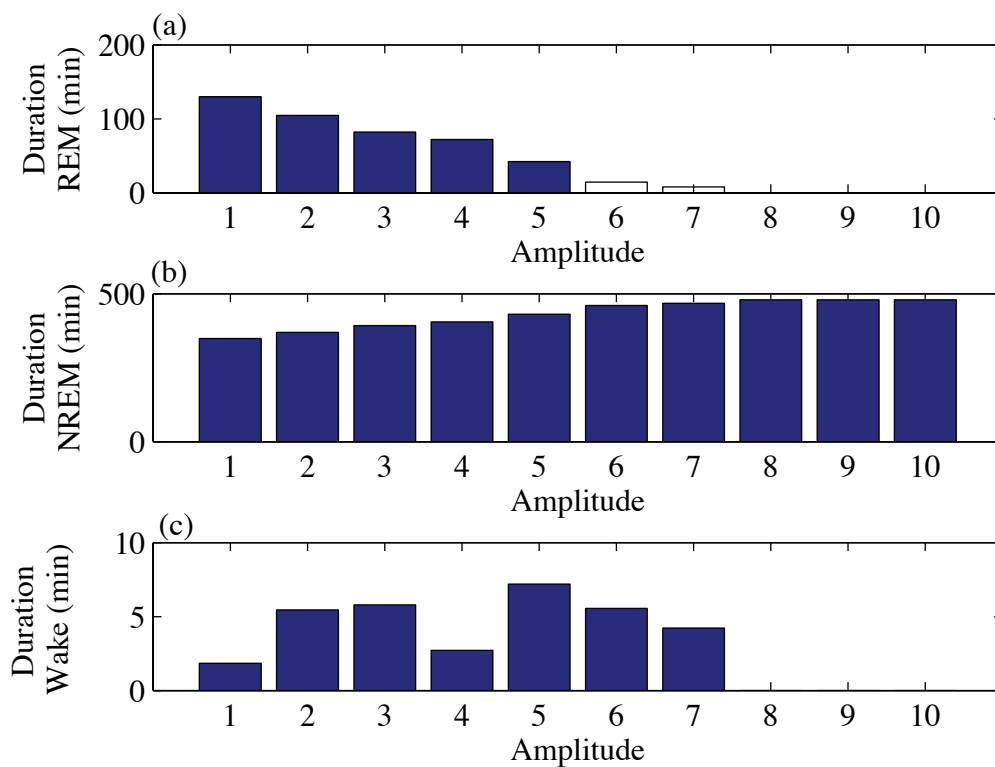 (a)
Duration
REM (min)
200
100
0
1 2 3 4 5 6 7 8 9 10
Amplitude
(b)
Duration
NREM (min)
500
0
1 2 3 4 5 6 7 8 9 10
Amplitude
(c)
Duration
Wake (min)
10
5
0
1 2 3 4 5 6 7 8 9 10
Amplitude